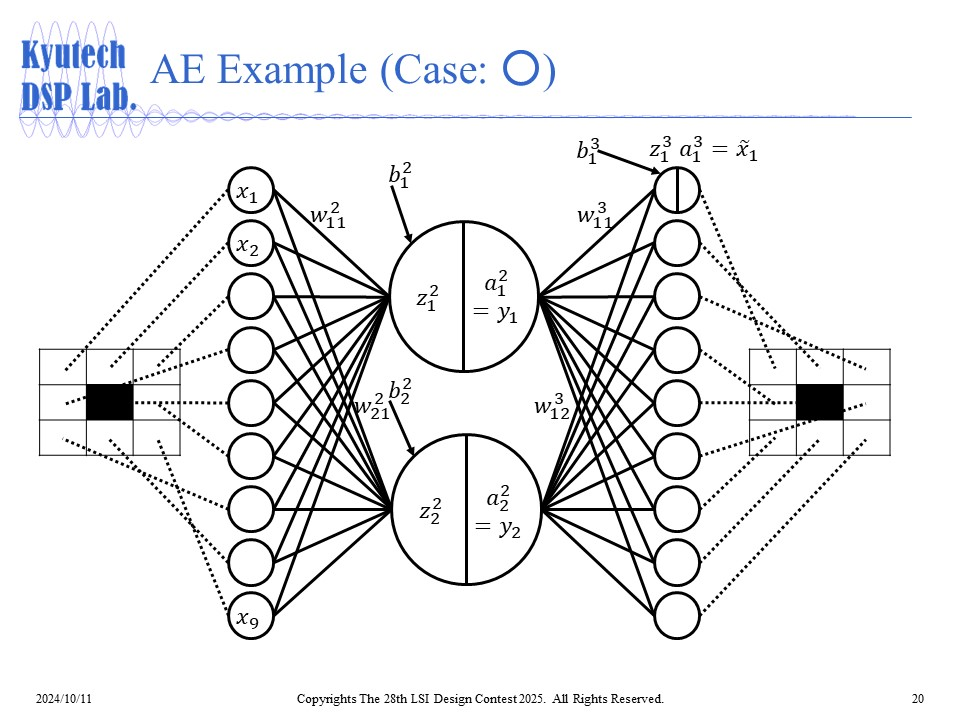 Kyutech
DSP Lab.
AE Example (Case: ○)
b₁³
z₁³ a₁³ = x̃₁
b₁²
x₁
w₁₁²
w₁₁³
x₂
z₁²
a₁²
= y₁
w₂₁²
b₂²
w₁₂³
z₂²
a₂²
= y₂
x₉
2024/10/11
Copyrights The 28th LSI Design Contest 2025. All Rights Reserved.
20